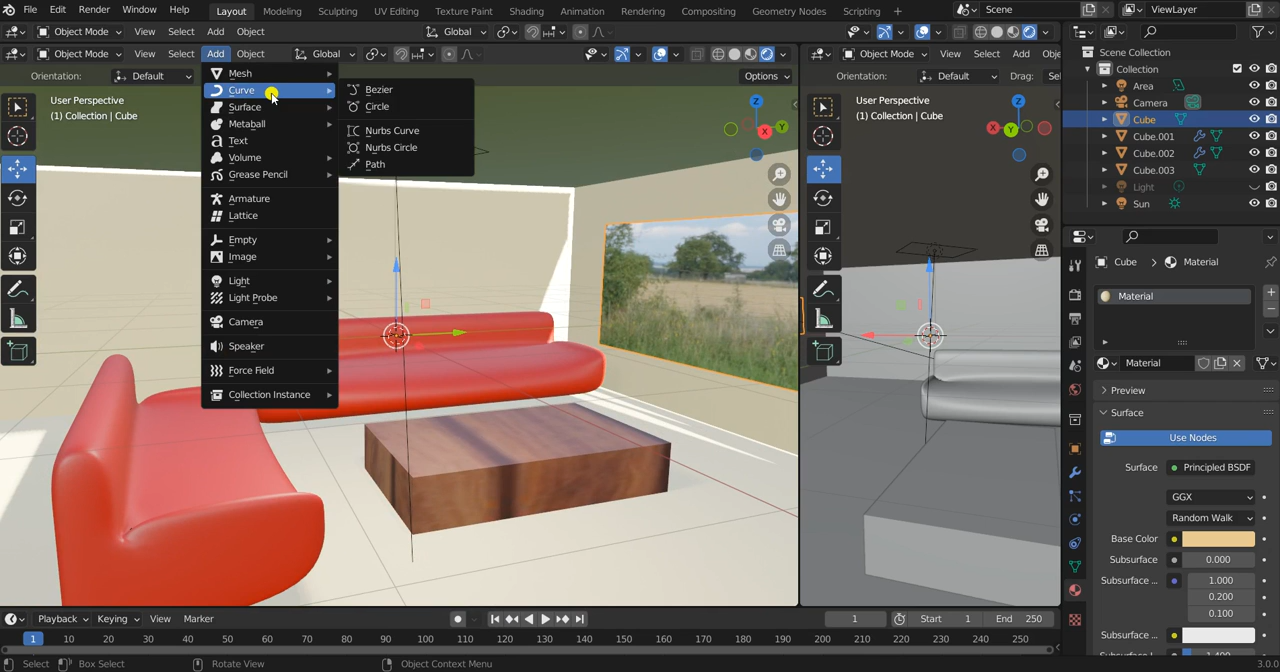 File Edit Render Window Help Layout Modeling Sculpting UV Editing Texture Paint Shading Animation Rendering Compositing Geometry Nodes Scripting + Scene ViewLayer
Object Mode View Select Add Object Global
Object Mode View Select Add Object Global Object Mode View Select Add Obje
Orientation: Default Options Orientation: Default Drag: Sel
User Perspective
(1) Collection | Cube
Mesh
Curve
Surface
Metaball
Text
Volume
Grease Pencil
Armature
Lattice
Empty
Image
Light
Light Probe
Camera
Speaker
Force Field
Collection Instance
Bezier
Circle
Nurbs Curve
Nurbs Circle
Path
Z
X
Y
User Perspective
(1) Collection | Cube
Z
X
Y
Scene Collection
Collection
Area
Camera
Cube
Cube.001
Cube.002
Cube.003
Light
Sun
Cube > Material
Material
Material
Preview
Surface
Use Nodes
Surface Principled BSDF
GGX
Random Walk
Base Color
Subsurface 0.000
Subsurface ... 1.000
0.200
0.100
Subsurface ...
Subsurface ... 1.400
Playback Keying View Marker 1 Start 1 End 250
1 10 20 30 40 50 60 70 80 90 100 110 120 130 140 150 160 170 180 190 200 210 220 230 240 250
Select Box Select Rotate View Object Context Menu 3.0.0